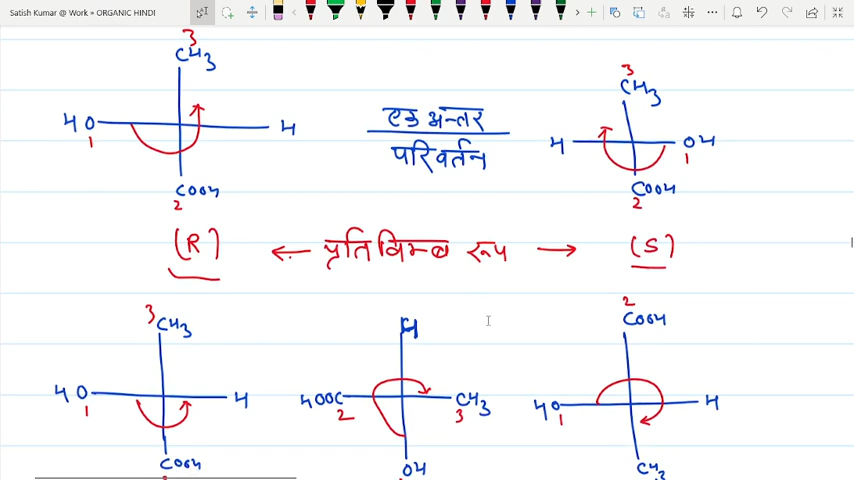 Satish Kumar @ Work » ORGANIC HINDI
3
CH3
HO
H
1
COOH
2
एक अन्तर
परिवर्तन
3
CH3
H
OH
1
COOH
2
(R) ← प्रतिबिम्ब रूप → (S)
3
CH3
HO
H
1
COOH
H
HOOC
CH3
2
3
OH
2
COOH
HO
H
1
CH3